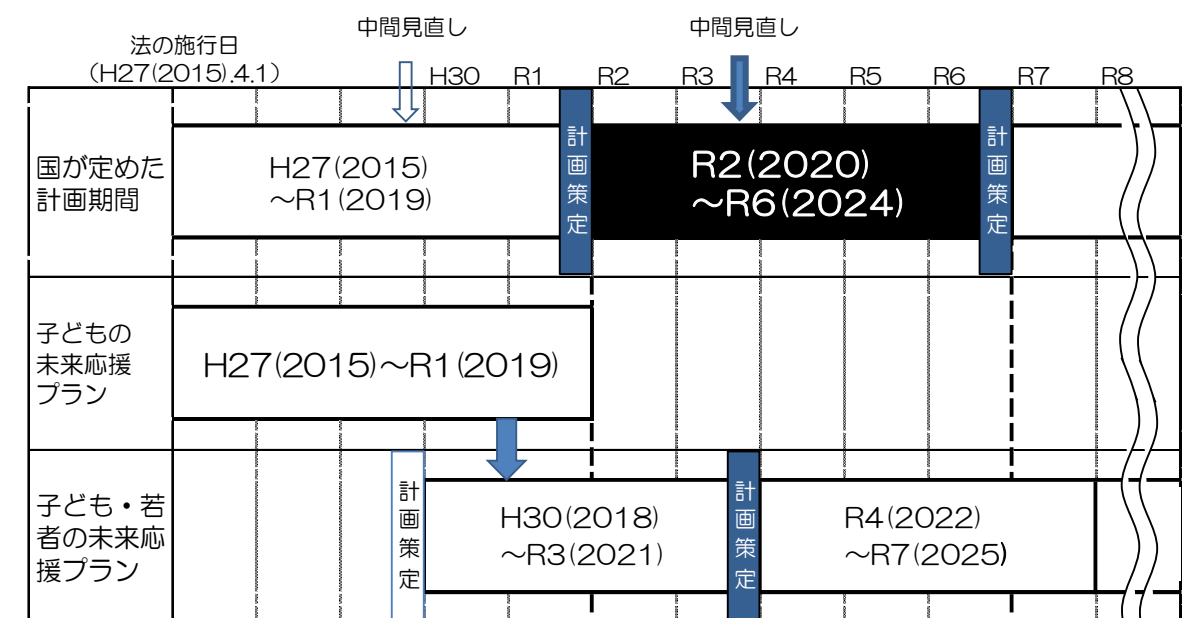 中間見直し
中間見直し
法の施行日
（H27(2015).4.1）
H30
R1
R2
R3
R4
R5
R6
R7
R8
国が定めた
計画期間
H27(2015)
～R1(2019)
計画策定
R2(2020)
～R6(2024)
計画策定
子どもの
未来応援
プラン
H27(2015)～R1(2019)
子ども・若
者の未来応
援プラン
計画策定
H30(2018)
～R3(2021)
計画策定
R4(2022)
～R7(2025)